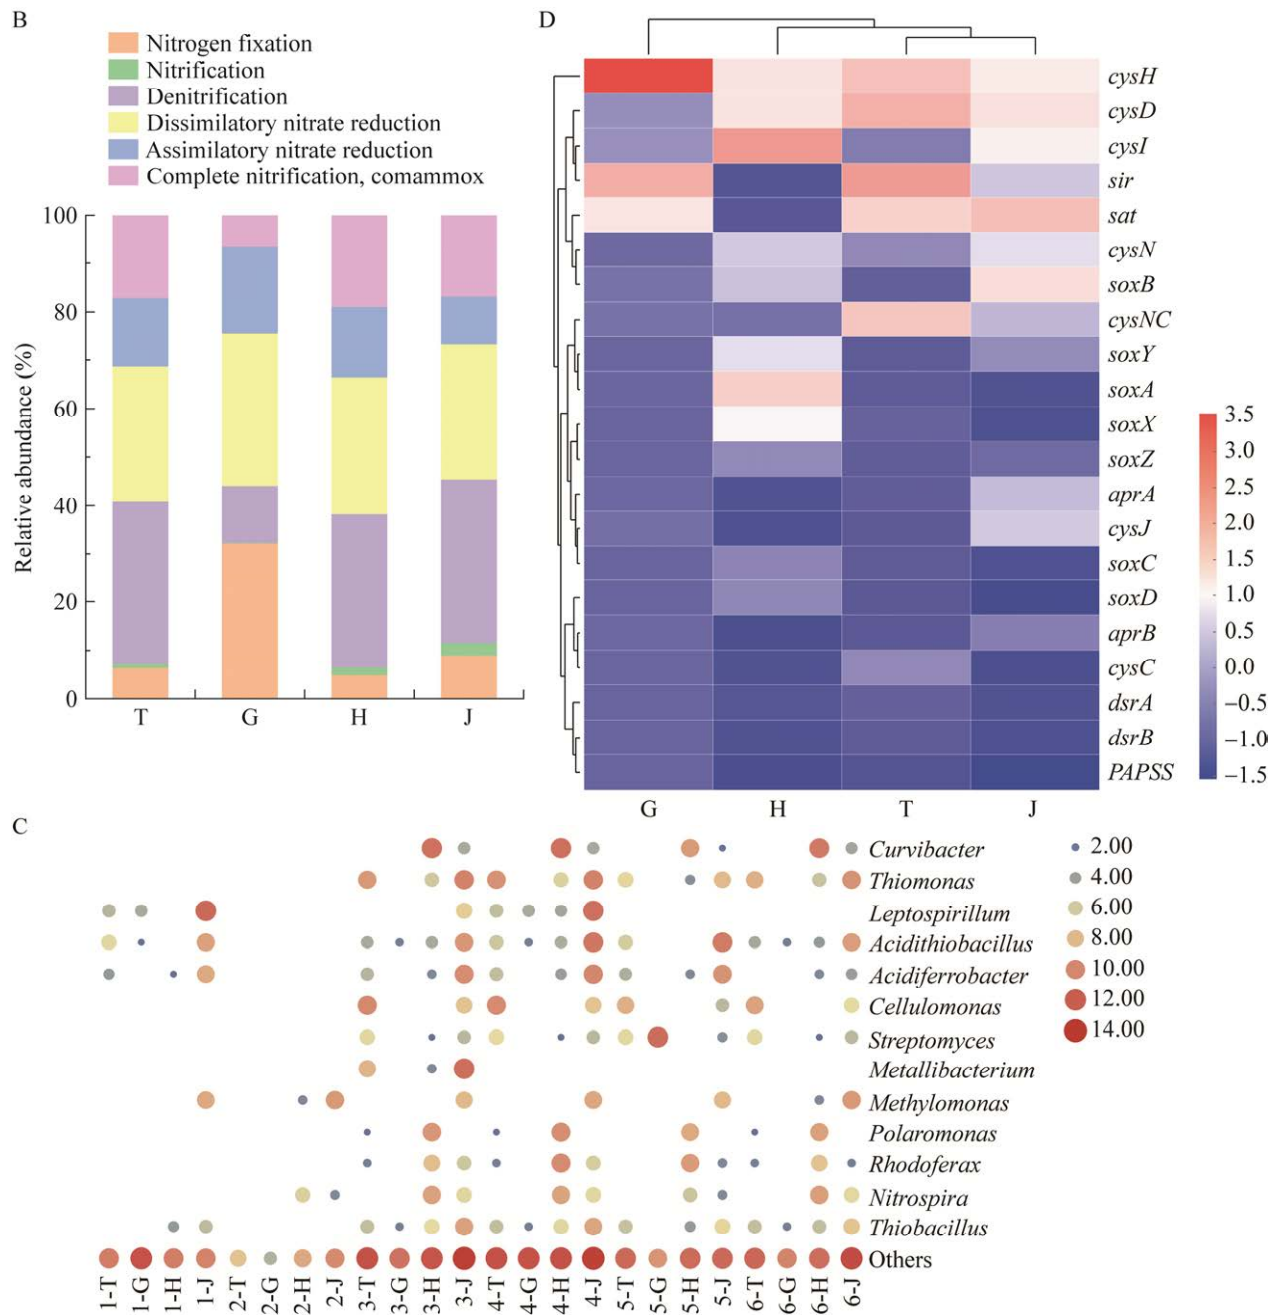 B
Nitrogen fixation
Nitrification
Denitrification
Dissimilatory nitrate reduction
Assimilatory nitrate reduction
Complete nitrification, comammox
Relative abundance (%)
100
80
60
40
20
0
T G H J
D
cysH
cysD
cysI
sir
sat
cysN
soxB
cysNC
soxY
soxA
soxX
soxZ
aprA
cysJ
soxC
soxD
aprB
cysC
dsrA
dsrB
PAPSS
G H T J
3.5
3.0
2.5
2.0
1.5
1.0
0.5
0.0
−0.5
−1.0
−1.5
C
Curvibacter
Thiomonas
Leptospirillum
Acidithiobacillus
Acidiferrobacter
Cellulomonas
Streptomyces
Metallibacterium
Methylomonas
Polaromonas
Rhodoferax
Nitrospira
Thiobacillus
Others
2.00
4.00
6.00
8.00
10.00
12.00
14.00
1-T 1-G 1-H 1-J 2-T 2-G 2-H 2-J 3-T 3-G 3-H 3-J 4-T 4-G 4-H 4-J 5-T 5-G 5-H 5-J 6-T 6-G 6-H 6-J